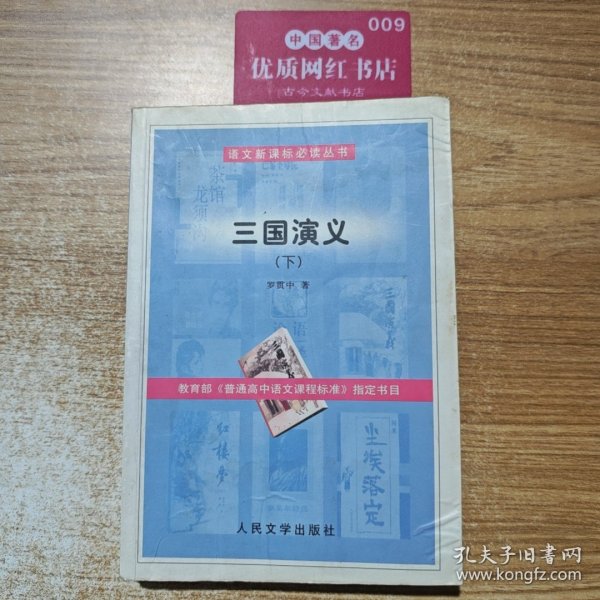 009
中国著名
优质网红书店
古今文献书店
语文新课标必读丛书
茶馆
龙须沟
三国演义
(下)
罗贯中 著
三国演义
教育部《普通高中语文课程标准》指定书目
红楼梦
尘埃落定
人民文学出版社
孔夫子旧书网
www.kongfz.com